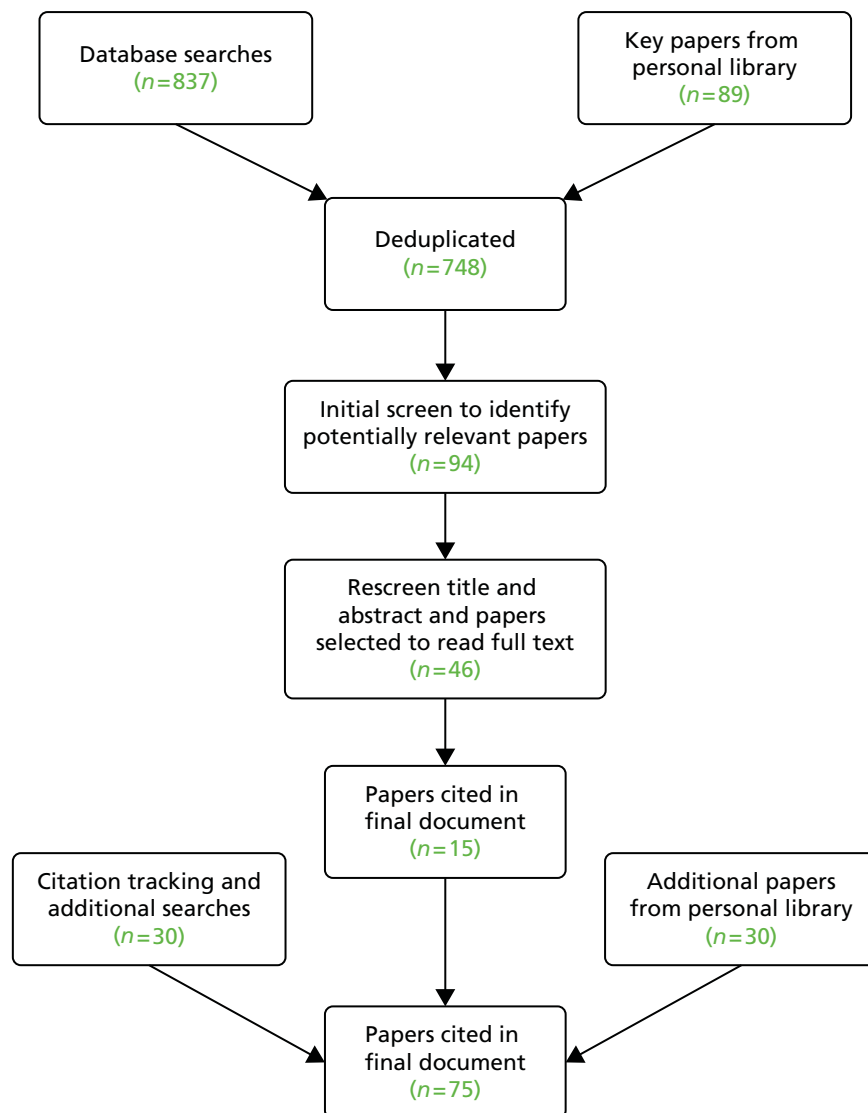 Database searches
(n=837)
Key papers from
personal library
(n=89)
Deduplicated
(n=748)
Initial screen to identify
potentially relevant papers
(n=94)
Rescreen title and
abstract and papers
selected to read full text
(n=46)
Papers cited in
final document
(n=15)
Citation tracking and
additional searches
(n=30)
Additional papers
from personal library
(n=30)
Papers cited in
final document
(n=75)